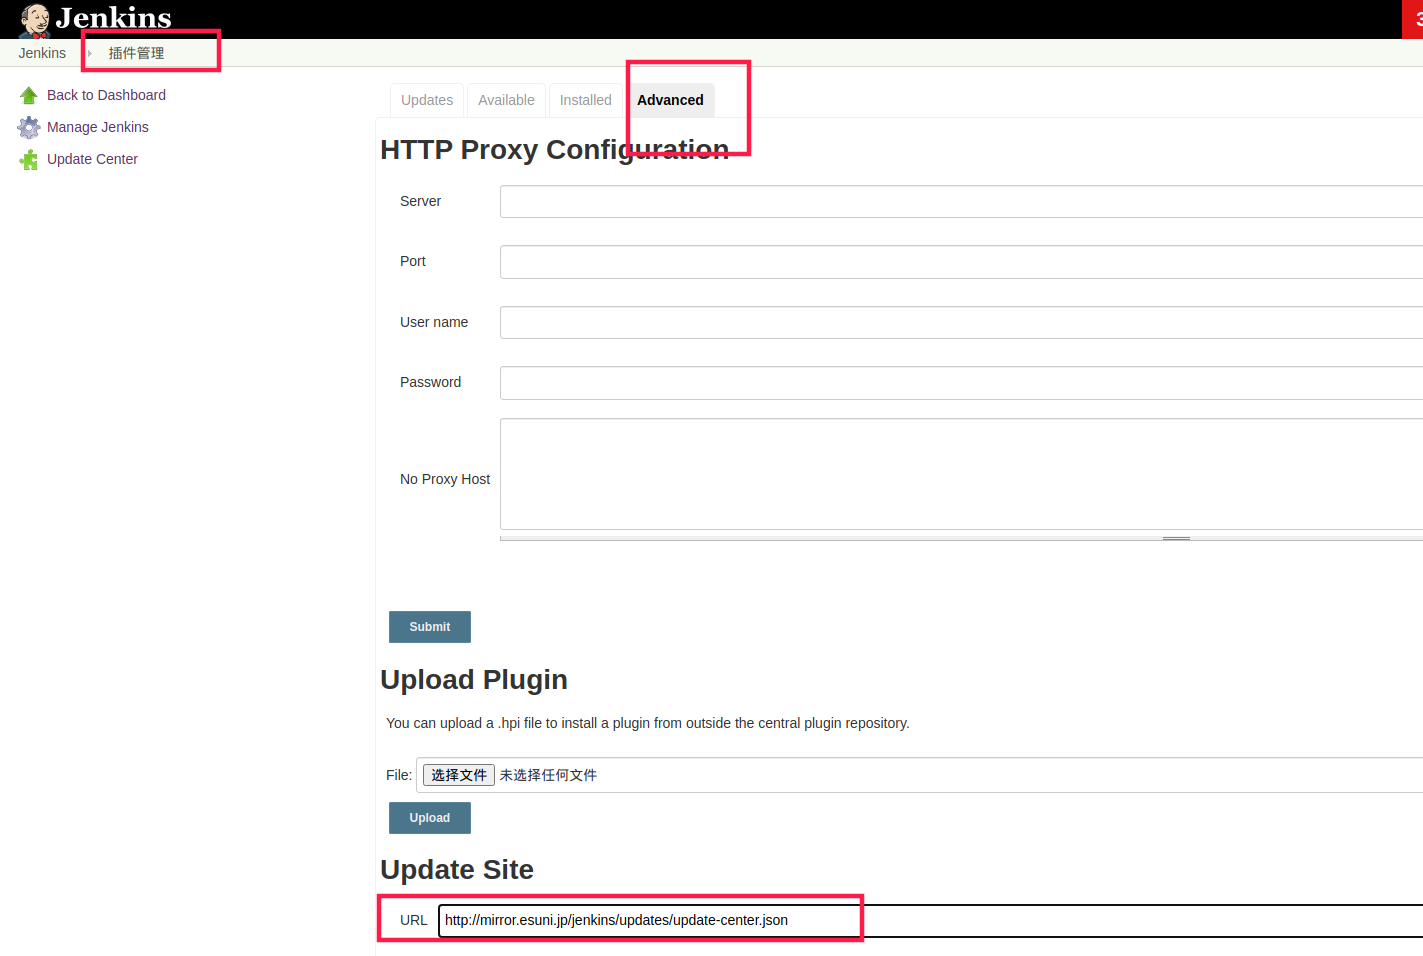 Jenkins
Jenkins 插件管理
Back to Dashboard
Manage Jenkins
Update Center
Updates Available Installed Advanced
HTTP Proxy Configuration
Server
Port
User name
Password
No Proxy Host
Submit
Upload Plugin
You can upload a .hpi file to install a plugin from outside the central plugin repository.
File: 选择文件 未选择任何文件
Upload
Update Site
URL http://mirror.esuni.jp/jenkins/updates/update-center.json